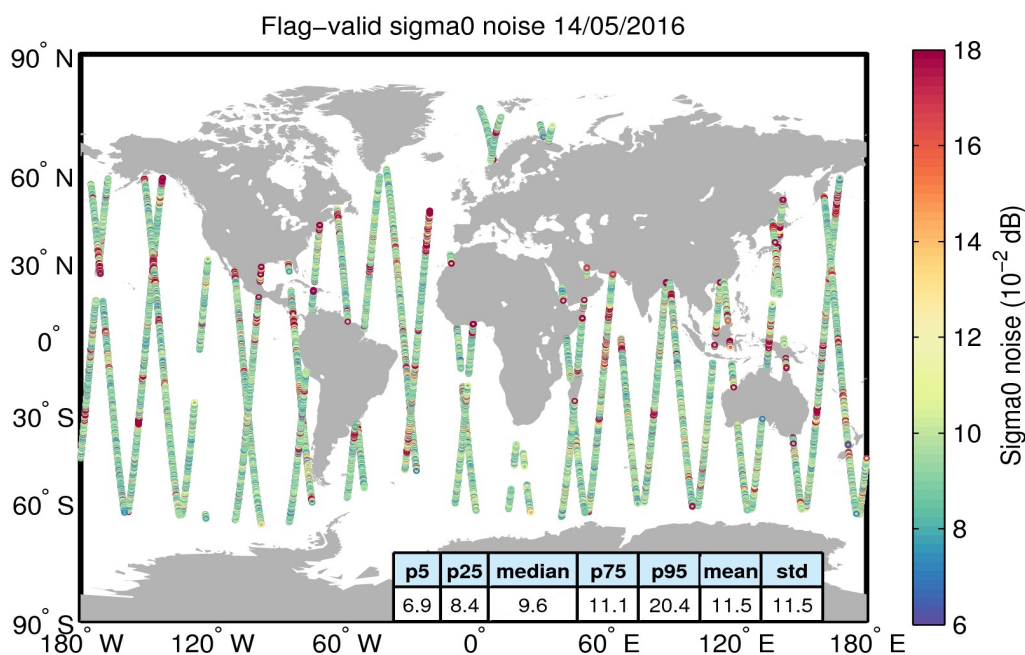 Flag−valid sigma0 noise 14/05/2016
90° N
60° N
30° N
0°
30° S
60° S
90° S
180° W
120° W
60° W
0°
60° E
120° E
180° E
p5 p25 median p75 p95 mean std
6.9 8.4 9.6 11.1 20.4 11.5 11.5
18
16
14
12
10
8
6
Sigma0 noise (10⁻² dB)